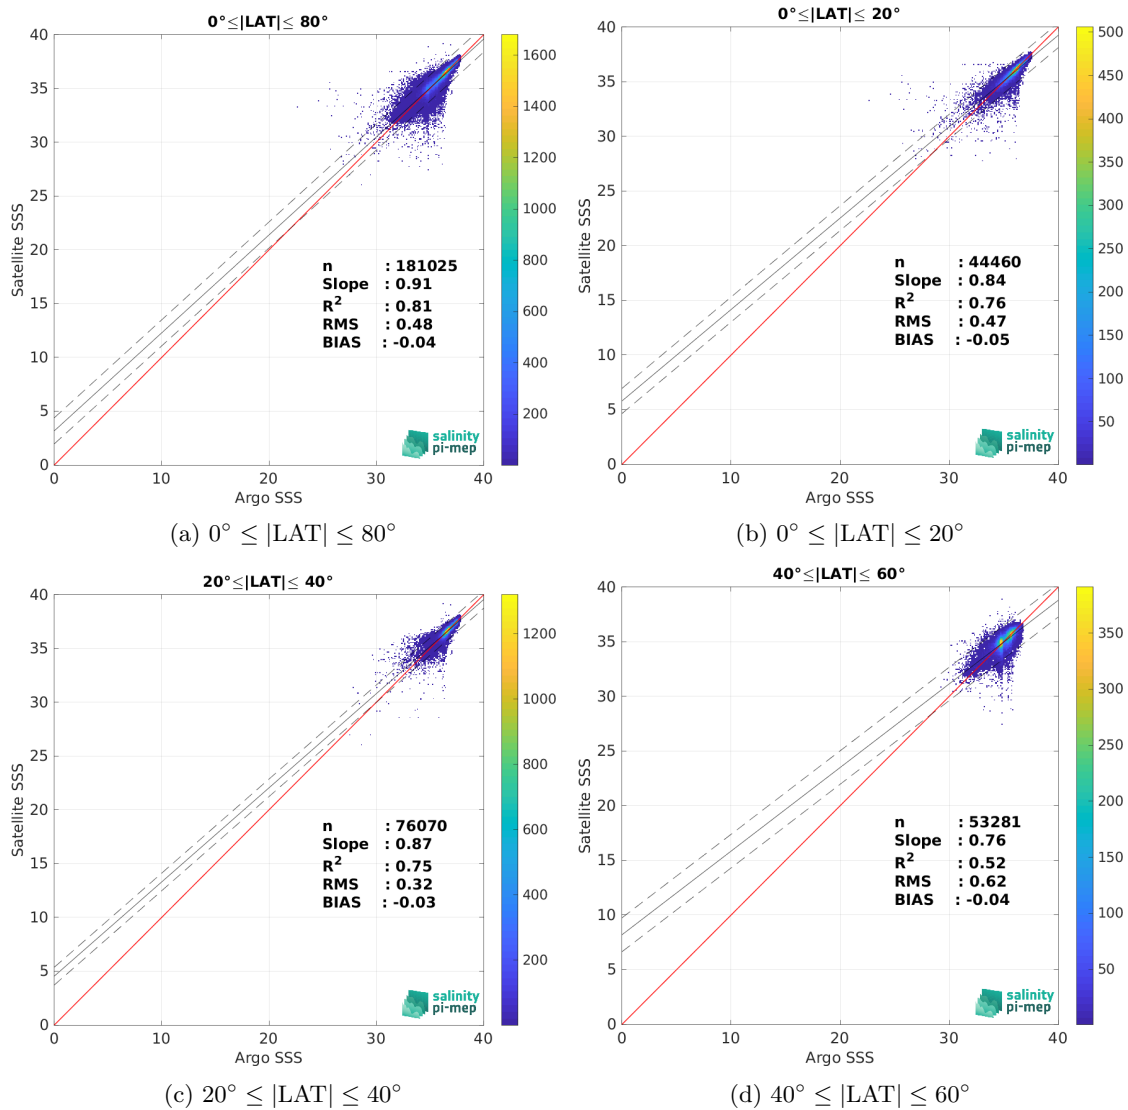 0°≤|LAT|≤ 80°
Satellite SSS
40
35
30
25
20
15
10
5
0
0
10
20
30
40
Argo SSS
1600
1400
1200
1000
800
600
400
200
n : 181025
Slope : 0.91
R² : 0.81
RMS : 0.48
BIAS : -0.04
salinity
pi-mep
(a) 0° ≤ |LAT| ≤ 80°
0°≤|LAT|≤ 20°
Satellite SSS
40
35
30
25
20
15
10
5
0
0
10
20
30
40
Argo SSS
500
450
400
350
300
250
200
150
100
50
n : 44460
Slope : 0.84
R² : 0.76
RMS : 0.47
BIAS : -0.05
salinity
pi-mep
(b) 0° ≤ |LAT| ≤ 20°
20°≤|LAT|≤ 40°
Satellite SSS
40
35
30
25
20
15
10
5
0
0
10
20
30
40
Argo SSS
1200
1000
800
600
400
200
n : 76070
Slope : 0.87
R² : 0.75
RMS : 0.32
BIAS : -0.03
salinity
pi-mep
(c) 20° ≤ |LAT| ≤ 40°
40°≤|LAT|≤ 60°
Satellite SSS
40
35
30
25
20
15
10
5
0
0
10
20
30
40
Argo SSS
350
300
250
200
150
100
50
n : 53281
Slope : 0.76
R² : 0.52
RMS : 0.62
BIAS : -0.04
salinity
pi-mep
(d) 40° ≤ |LAT| ≤ 60°